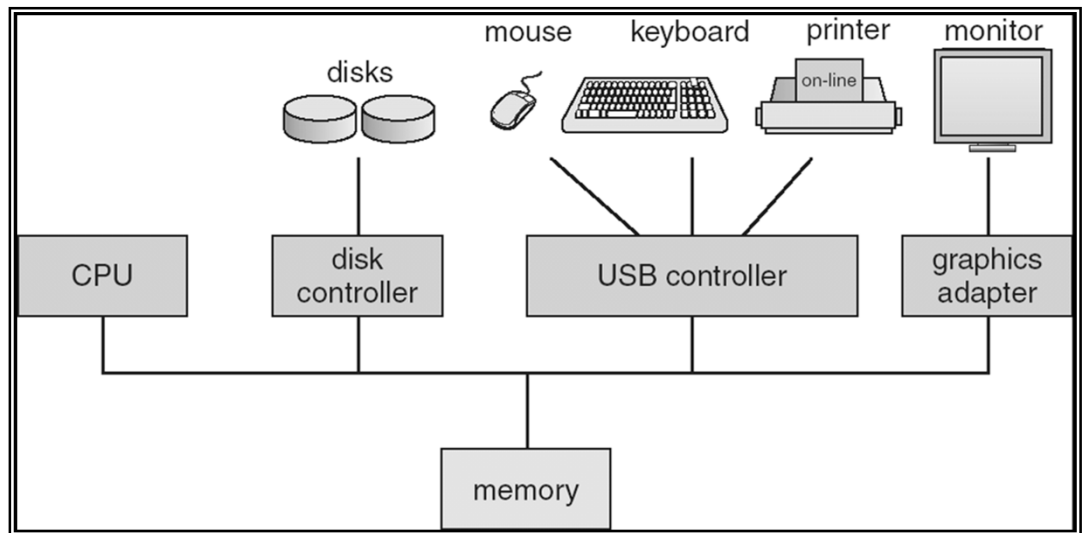 mouse
keyboard
printer
monitor
disks
on-line
CPU
disk
controller
USB controller
graphics
adapter
memory